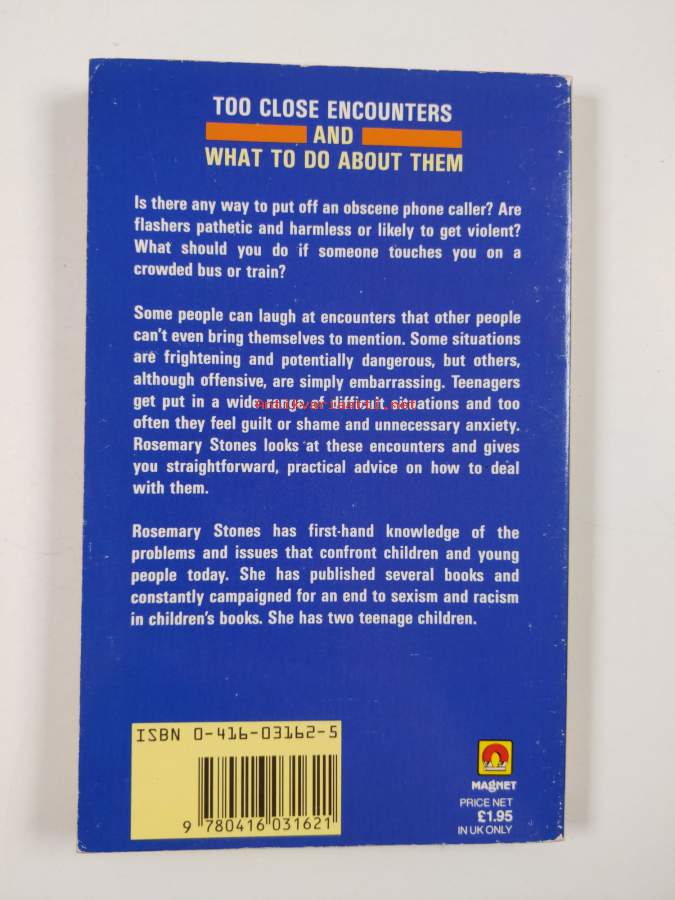 TOO CLOSE ENCOUNTERS
AND
WHAT TO DO ABOUT THEM
Is there any way to put off an obscene phone caller? Are
flashers pathetic and harmless or likely to get violent?
What should you do if someone touches you on a
crowded bus or train?
Some people can laugh at encounters that other people
can't even bring themselves to mention. Some situations
are frightening and potentially dangerous, but others,
although offensive, are simply embarrassing. Teenagers
get put in a wide range of difficult situations and too
antikvariaatti.net
often they feel guilt or shame and unnecessary anxiety.
Rosemary Stones looks at these encounters and gives
you straightforward, practical advice on how to deal
with them.
Rosemary Stones has first-hand knowledge of the
problems and issues that confront children and young
people today. She has published several books and
constantly campaigned for an end to sexism and racism
in children's books. She has two teenage children.
ISBN 0-416-03162-5
9 780416 031621
MAGNET
PRICE NET
£1.95
IN UK ONLY